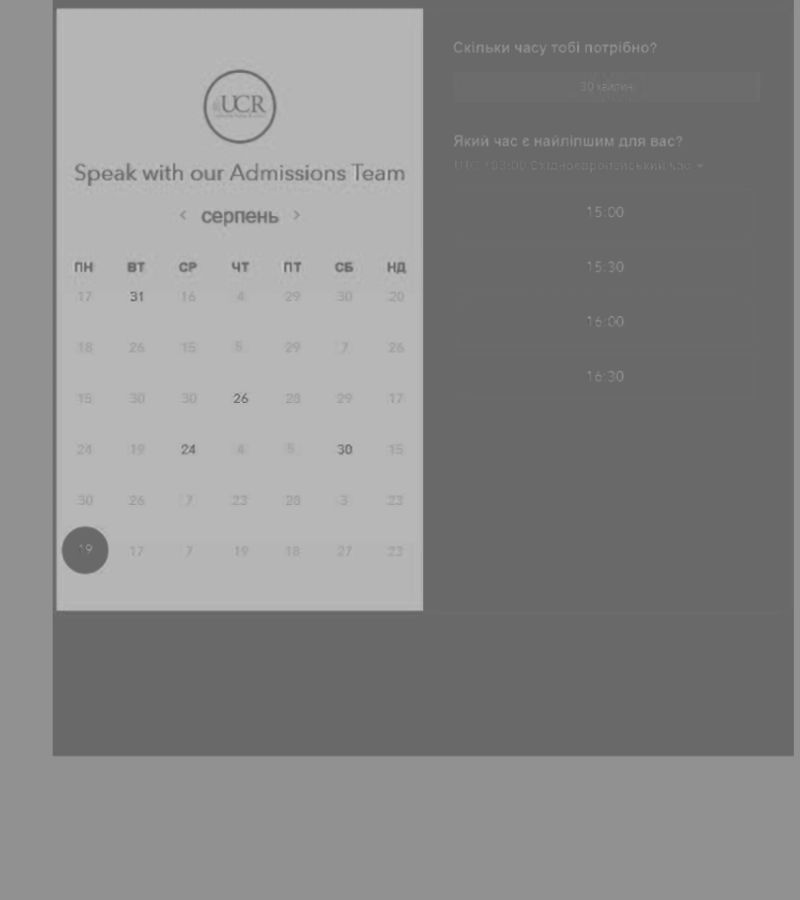 UCR
Speak with our Admissions Team
< серпень >
ПН ВТ СР ЧТ ПТ СБ НД
17 31 16 4 29 30 20
18 26 15 5 29 7 26
15 30 30 26 28 29 17
24 19 24 4 5 30 15
30 26 7 23 28 3 23
19 17 7 19 18 27 23
Скільки часу тобі потрібно?
30 хвилин
Який час є найліпшим для вас?
UTC +03:00 Східноєвропейський час
15:00
15:30
16:00
16:30